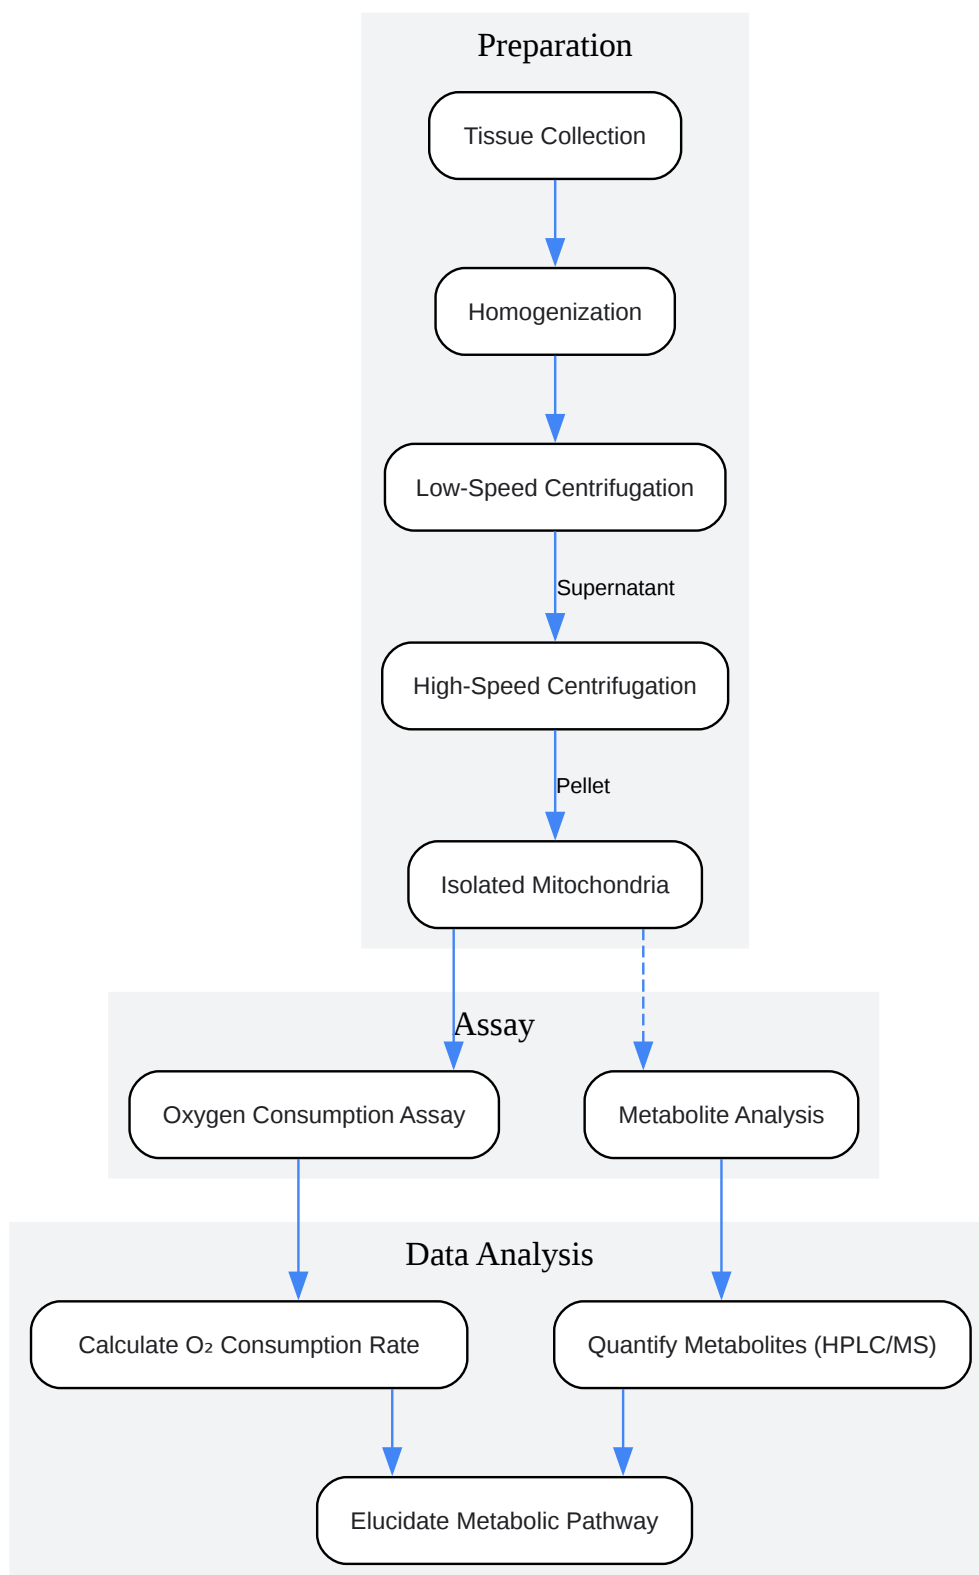 Preparation
Tissue Collection
Homogenization
Low-Speed Centrifugation
Supernatant
High-Speed Centrifugation
Pellet
Isolated Mitochondria
Assay
Oxygen Consumption Assay
Metabolite Analysis
Data Analysis
Calculate O₂ Consumption Rate
Quantify Metabolites (HPLC/MS)
Elucidate Metabolic Pathway